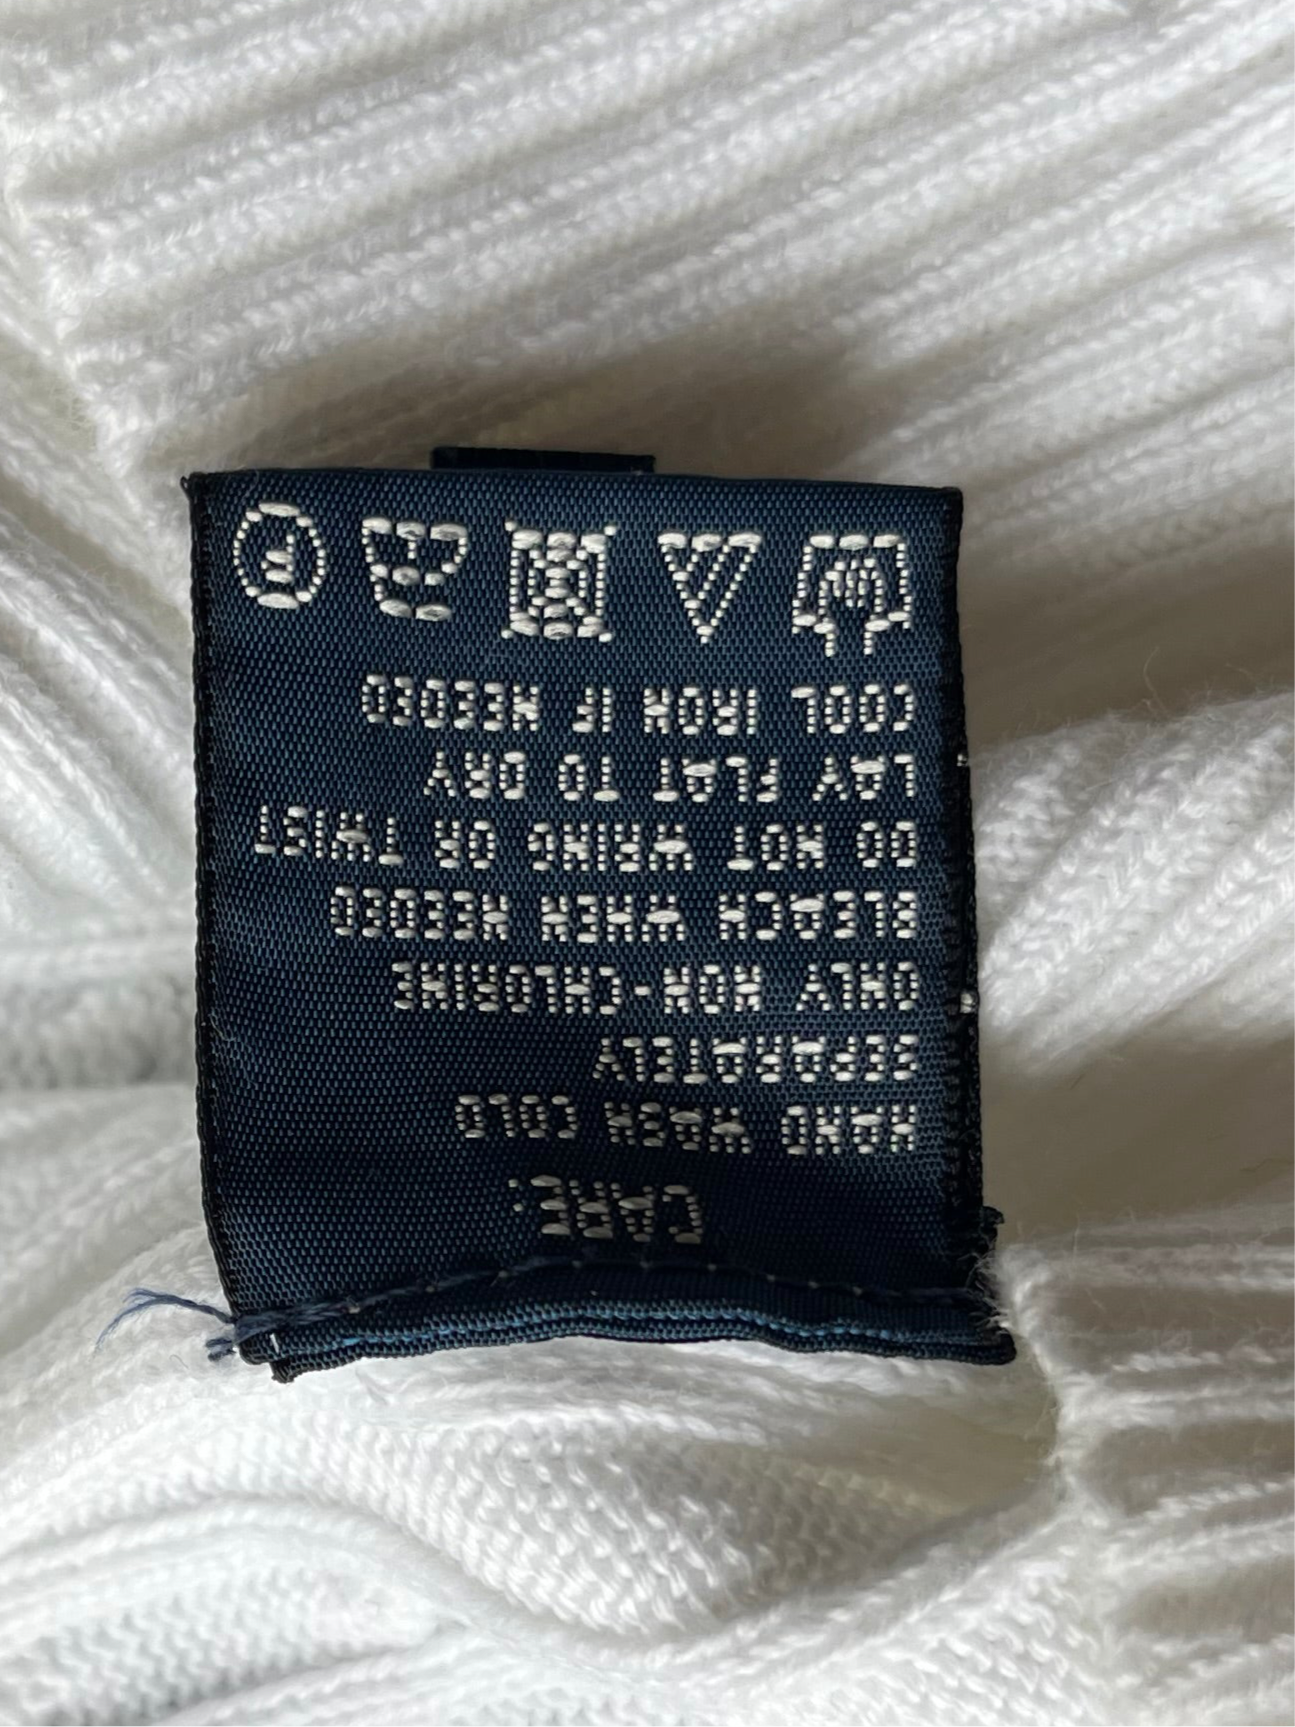 CARE:
HAND WASH COLD
SEPARATELY
ONLY NON-CHLORINE
BLEACH WHEN NEEDED
DO NOT WRING OR TWIST
LAY FLAT TO DRY
COOL IRON IF NEEDED
F